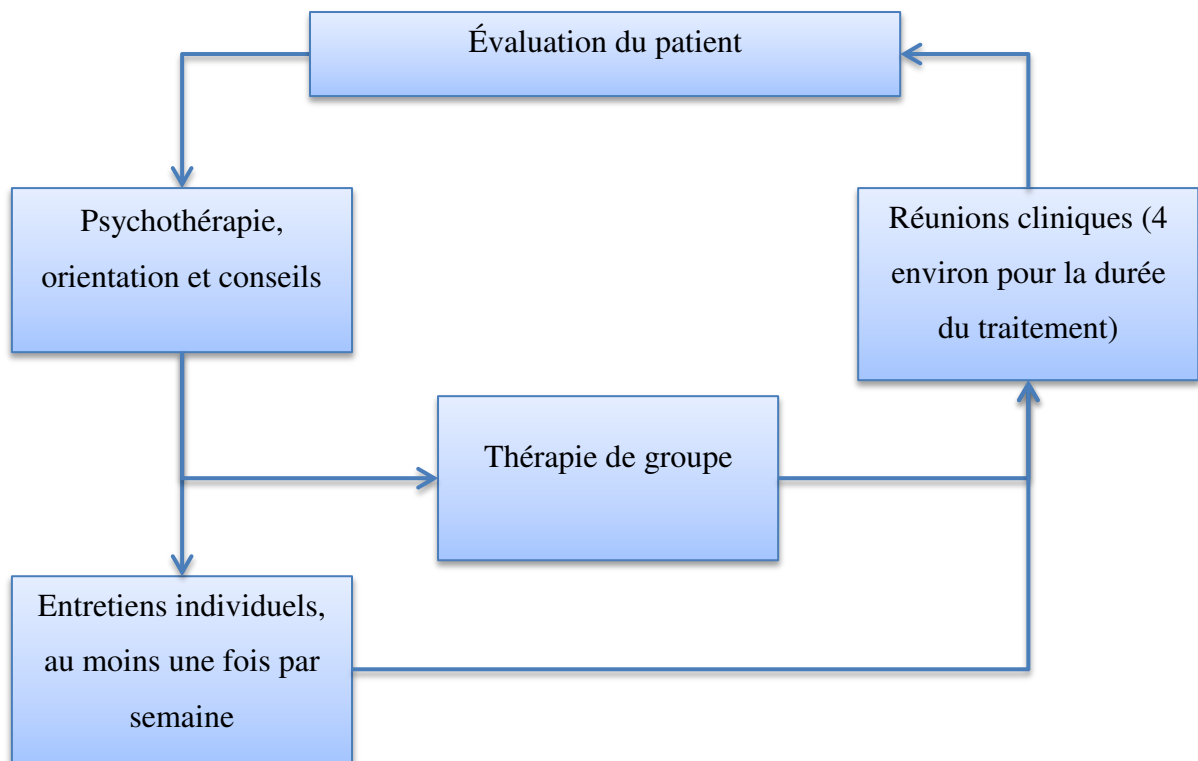 Évaluation du patient
Psychothérapie,
orientation et conseils
Réunions cliniques (4
environ pour la durée
du traitement)
Thérapie de groupe
Entretiens individuels,
au moins une fois par
semaine